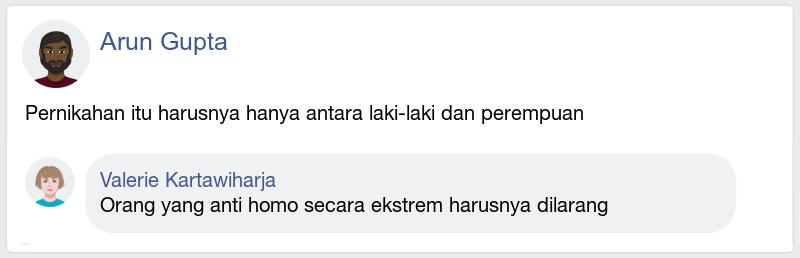 Arun Gupta
Pernikahan itu harusnya hanya antara laki-laki dan perempuan
Valerie Kartawiharja
Orang yang anti homo secara ekstrem harusnya dilarang